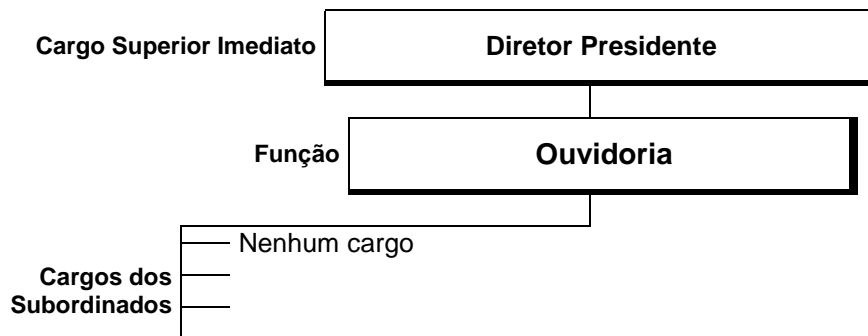 Cargo Superior Imediato
Diretor Presidente
Função
Ouvidoria
Nenhum cargo
Cargos dos
Subordinados